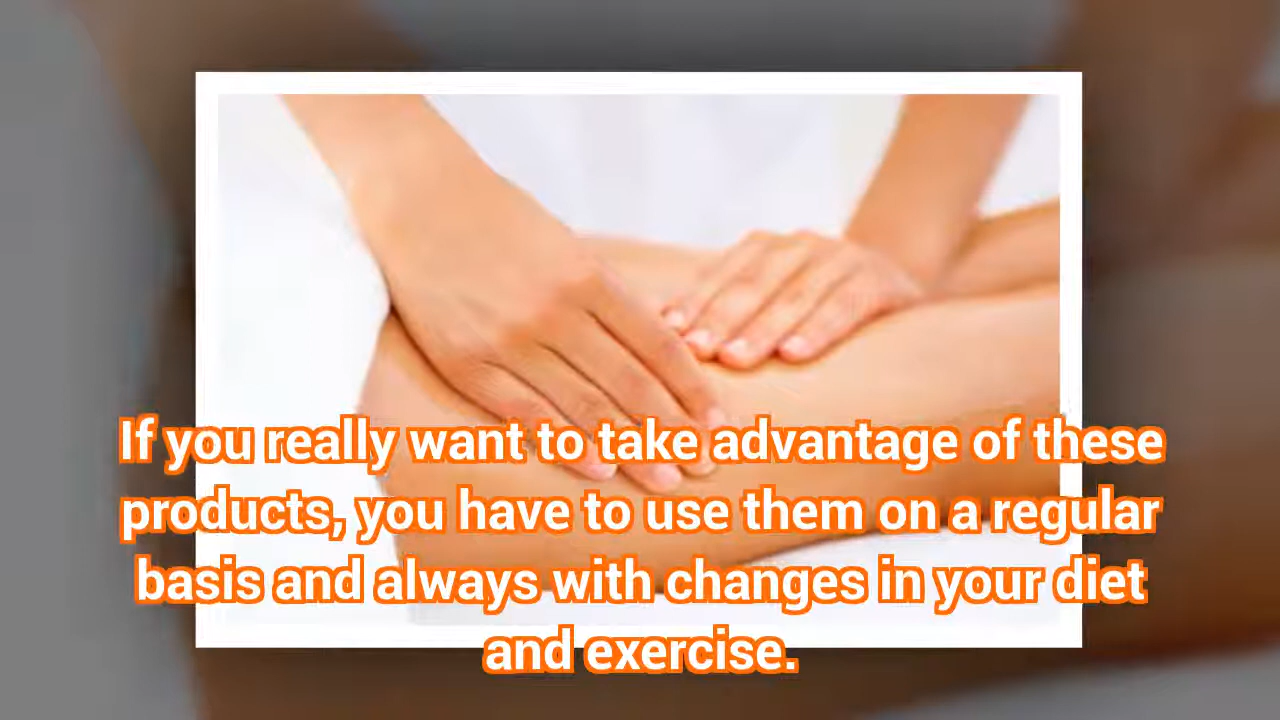 If you really want to take advantage of these
products, you have to use them on a regular
basis and always with changes in your diet
and exercise.